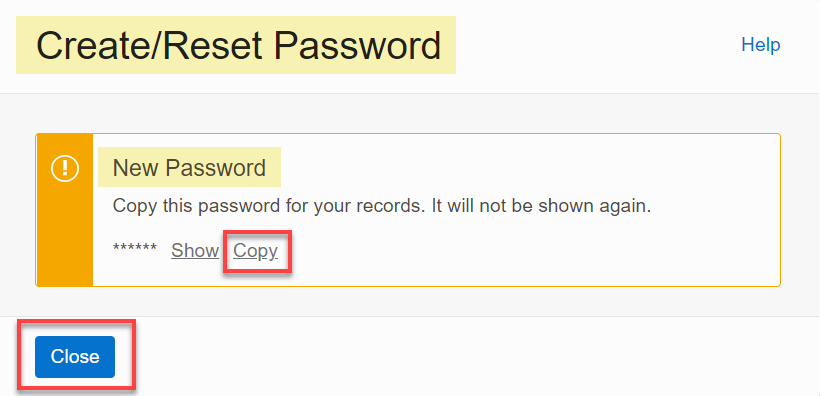 Create/Reset Password
Help
New Password
Copy this password for your records. It will not be shown again.
****** Show Copy
Close